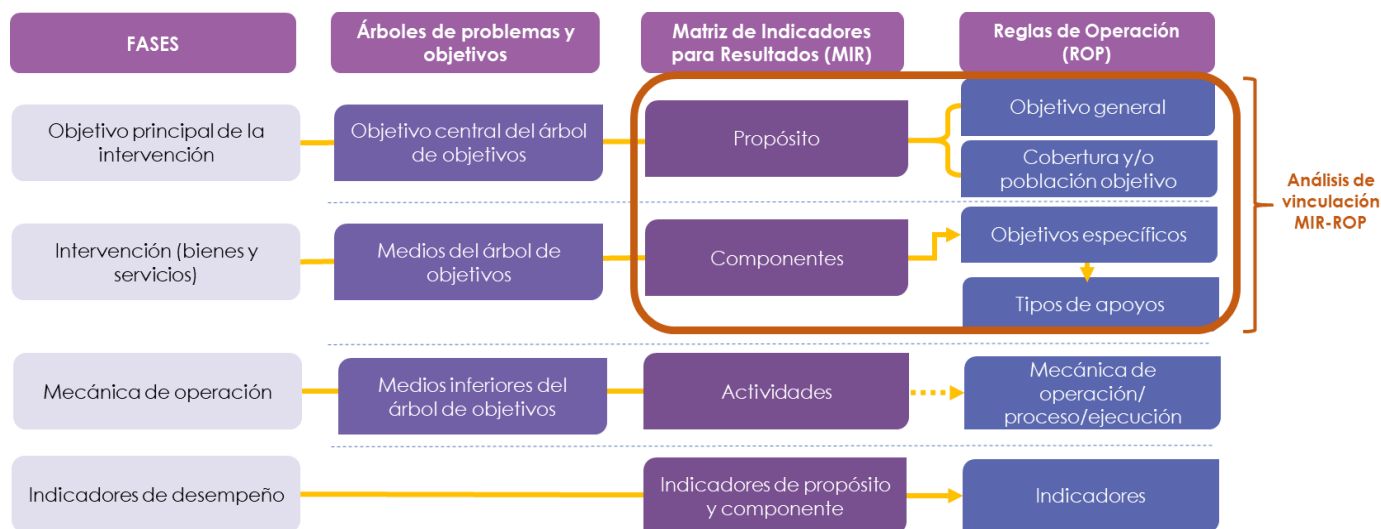 FASES
Árboles de problemas y
objetivos
Matriz de Indicadores
para Resultados (MIR)
Reglas de Operación
(ROP)
Objetivo principal de la
intervención
Objetivo central del árbol
de objetivos
Propósito
Objetivo general
Cobertura y/o
población objetivo
Análisis de
vinculación
MIR-ROP
Intervención (bienes y
servicios)
Medios del árbol de
objetivos
Componentes
Objetivos específicos
Tipos de apoyos
Mecánica de operación
Medios inferiores del
árbol de objetivos
Actividades
Mecánica de
operación/
proceso/ejecución
Indicadores de desempeño
Indicadores de propósito
y componente
Indicadores